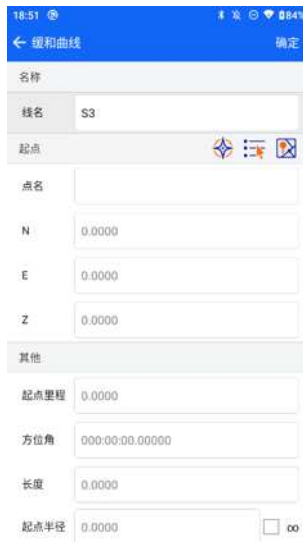 18:51 84%
缓和曲线 确定
名称
线名 S3
起点
点名
N 0.0000
E 0.0000
Z 0.0000
其他
起点里程 0.0000
方位角 000:00:00.00000
长度 0.0000
起点半径 0.0000 ∞